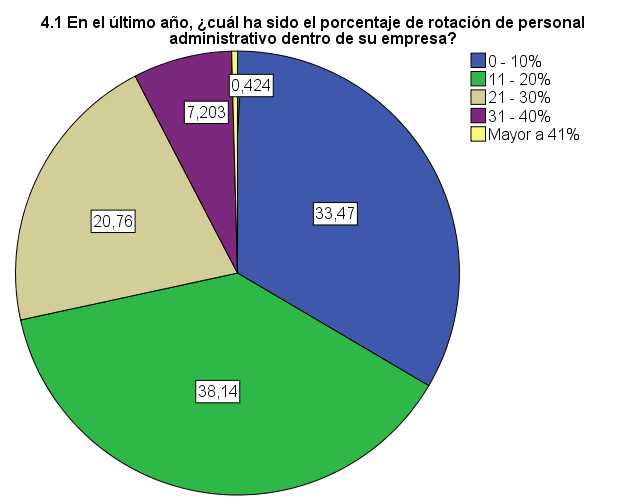 4.1 En el último año, ¿cuál ha sido el porcentaje de rotación de personal
administrativo dentro de su empresa?
0 - 10%
11 - 20%
21 - 30%
31 - 40%
Mayor a 41%
0,424
7,203
33,47
20,76
38,14